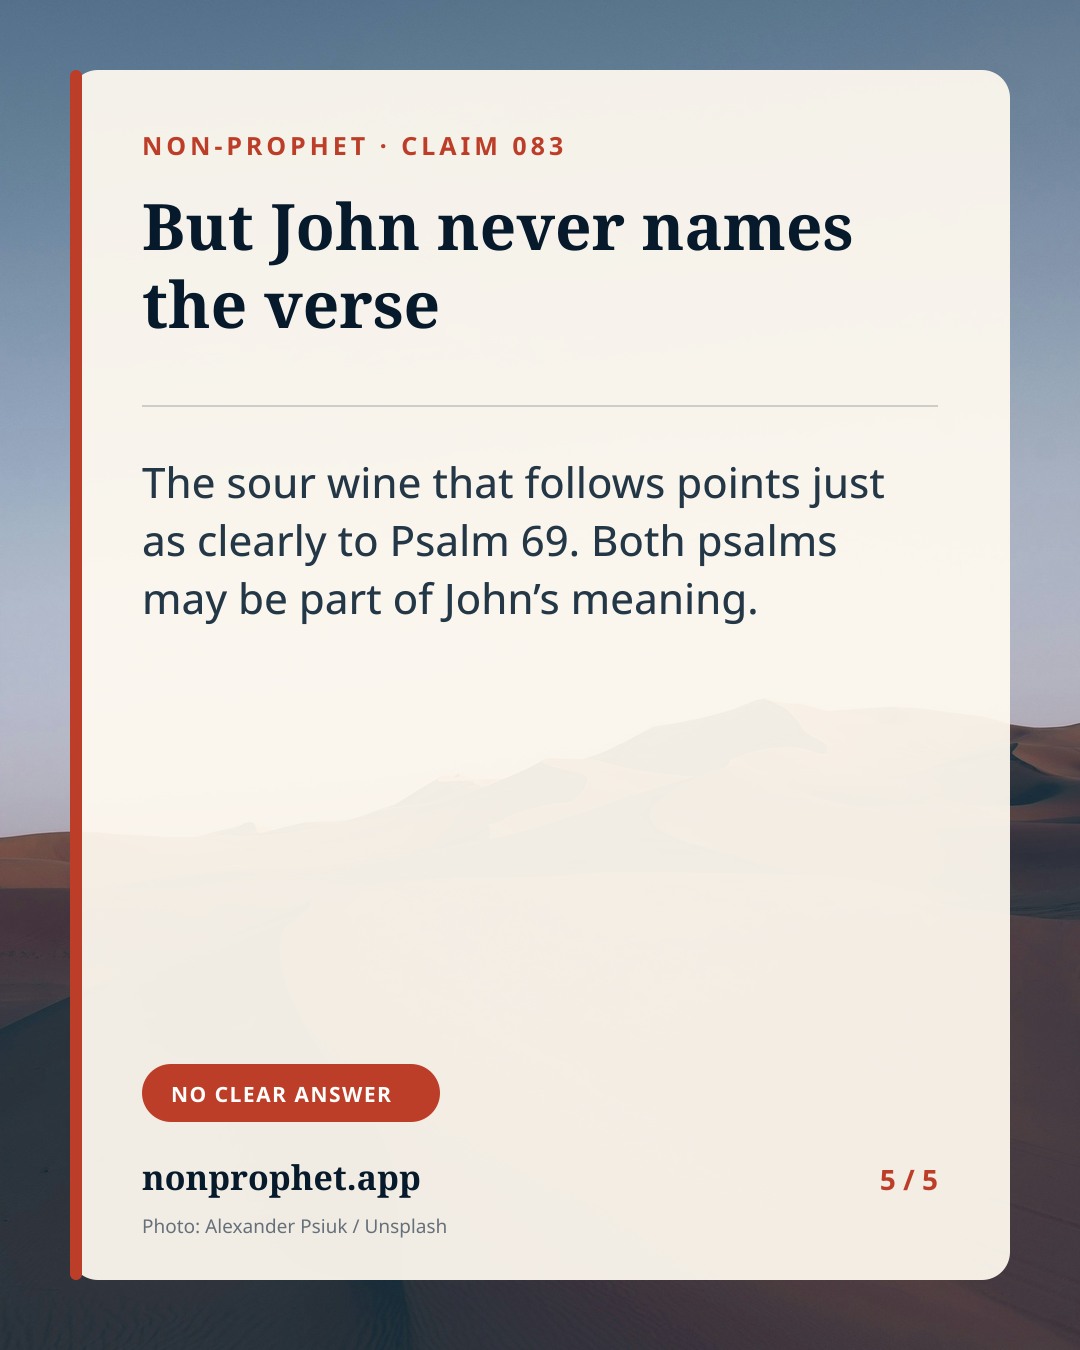 NON-PROPHET · CLAIM 083
But John never names
the verse
The sour wine that follows points just
as clearly to Psalm 69. Both psalms
may be part of John’s meaning.
NO CLEAR ANSWER
nonprophet.app
5 / 5
Photo: Alexander Psiuk / Unsplash